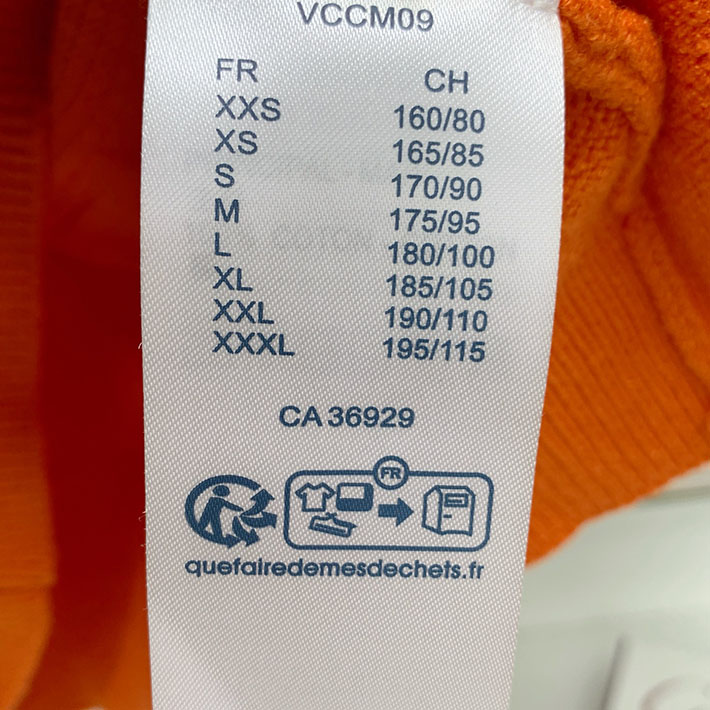 VCCM09
FR CH
XXS 160/80
XS 165/85
S 170/90
M 175/95
L 180/100
XL 185/105
XXL 190/110
XXXL 195/115
CA 36929
FR
quefairedemesdechets.fr